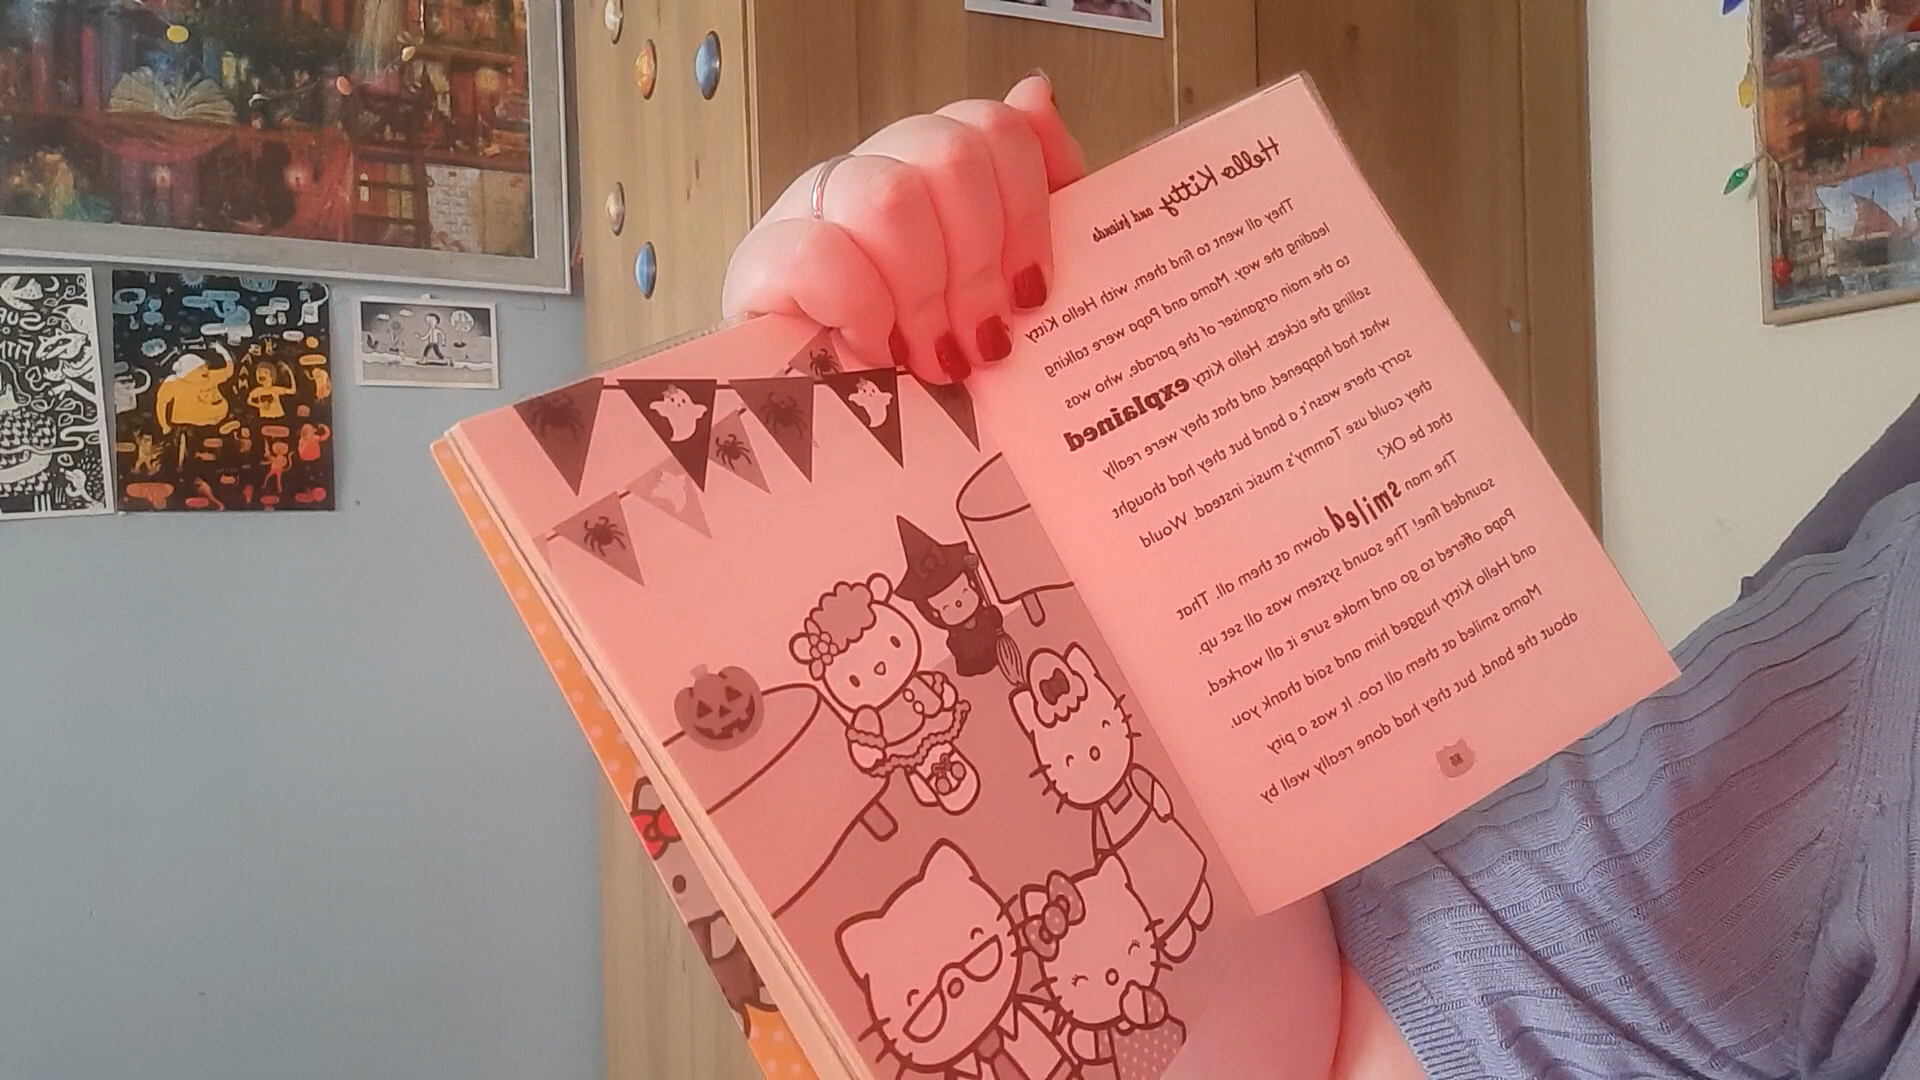 Hello Kitty and friends
They all went to find them, with Hello Kitty
leading the way. Mama and Papa were talking
to the main organiser of the parade, who was
selling the tickets. Hello Kitty explained
what had happened, and that they were really
sorry there wasn't a band but they had thought
they could use Tammy's music instead. Would
that be OK?
The man smiled down at them all. That
sounded fine! The sound system was all set up.
Papa offered to go and make sure it all worked,
and Hello Kitty hugged him and said thank you.
Mama smiled at them all too. It was a pity
about the band, but they had done really well by